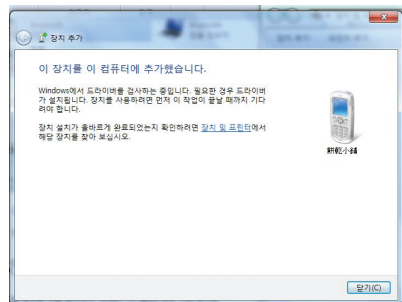 장치 추가
이 장치를 이 컴퓨터에 추가했습니다.
Windows에서 드라이버를 검사하는 중입니다. 필요한 경우 드라이버
가 설치됩니다. 장치를 사용하려면 먼저 이 작업이 끝날 때까지 기다
려야 합니다.
장치 설치가 올바르게 완료되었는지 확인하려면 장치 및 프린터에서
해당 장치를 찾아 보십시오.
餠乾小舖
닫기(C)